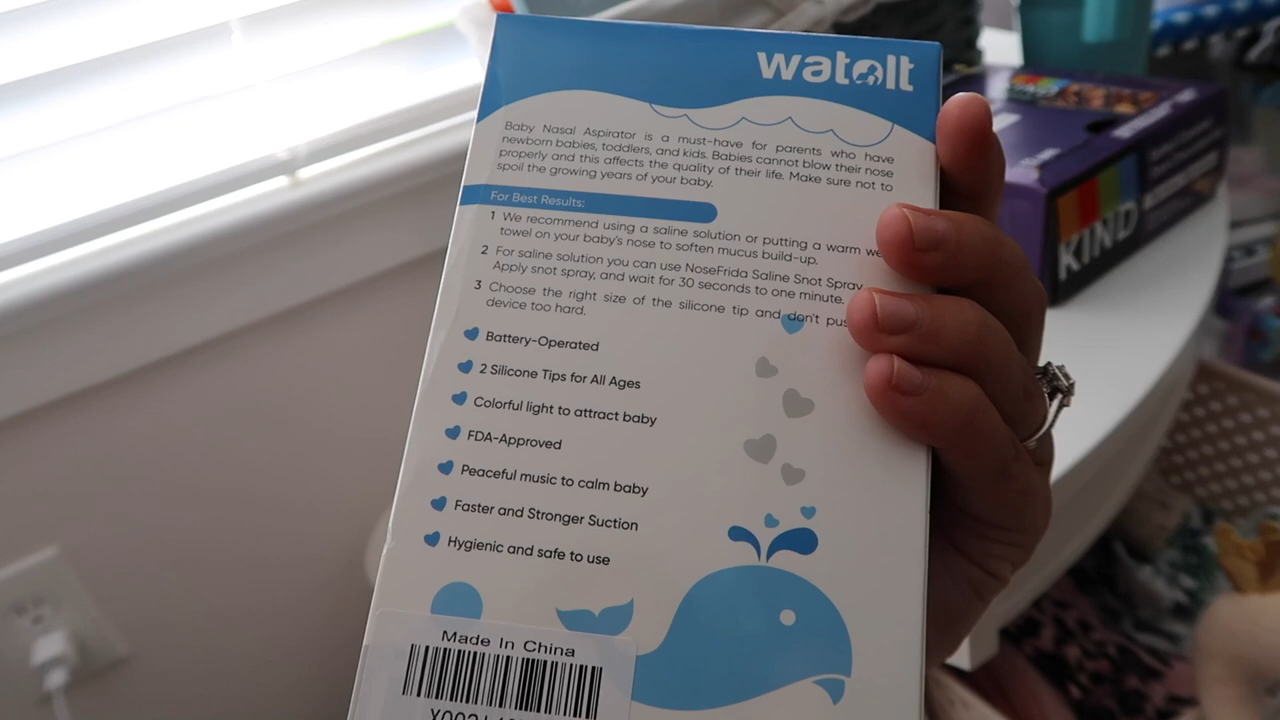 watolt
Baby Nasal Aspirator is a must-have for parents who have
newborn babies, toddlers, and kids. Babies cannot blow their nose
properly and this affects the quality of their life. Make sure not to
spoil the growing years of your baby.
For Best Results:
1 We recommend using a saline solution or putting a warm
towel on your baby's nose to soften mucus build-up.
2 For saline solution you can use NoseFrida Saline Snot Spray
Apply snot spray, and wait for 30 seconds to one minute.
3 Choose the right size of the silicone tip and don't
device too hard.
Battery-Operated
2 Silicone Tips for All Ages
Colorful light to attract baby
FDA-Approved
Peaceful music to calm baby
Faster and Stronger Suction
Hygienic and safe to use
Made In China
KIND